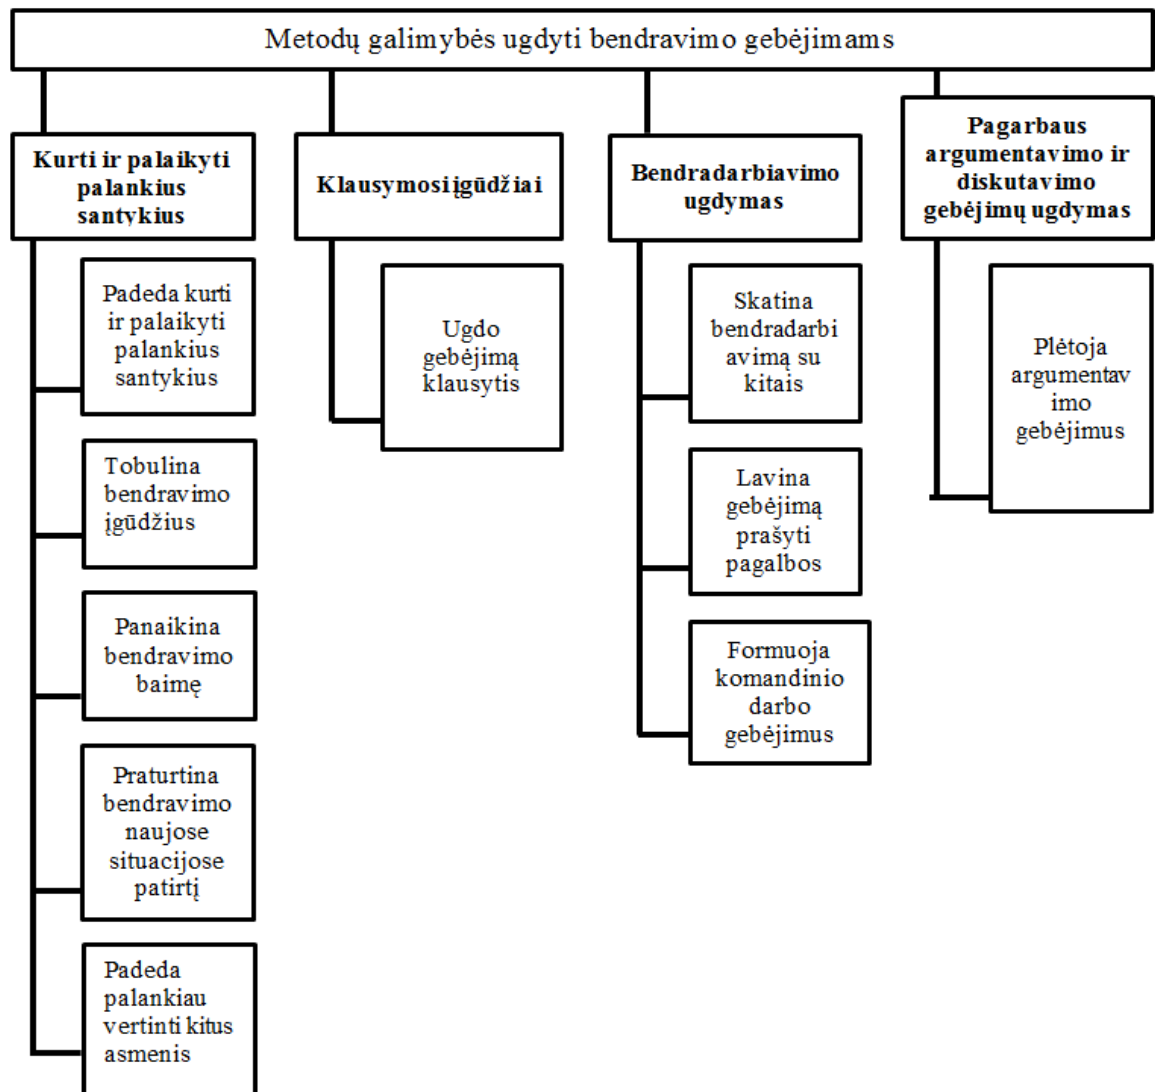 Metodų galimybės ugdyti bendravimo gebėjimams
Kurti ir palaikyti
palankius
santykius
Padeda kurti
ir palaikyti
palankius
santykius
Tobulina
bendravimo
įgūdžius
Panaikina
bendravimo
baimę
Praturtina
bendravimo
naujose
situacijose
patirtį
Padeda
palankiau
vertinti kitus
asmenis
Klausymosi įgūdžiai
Ugdo
gebėjimą
klausytis
Bendradarbiavimo
ugdymas
Skatina
bendradarbi
avimą su
kitais
Lavina
gebėjimą
prašyti
pagalbos
Formuoja
komandinio
darbo
gebėjimus
Pagarbaus
argumentavimo ir
diskutavimo
gebėjimų ugdymas
Plėtoja
argumentav
imo
gebėjimus